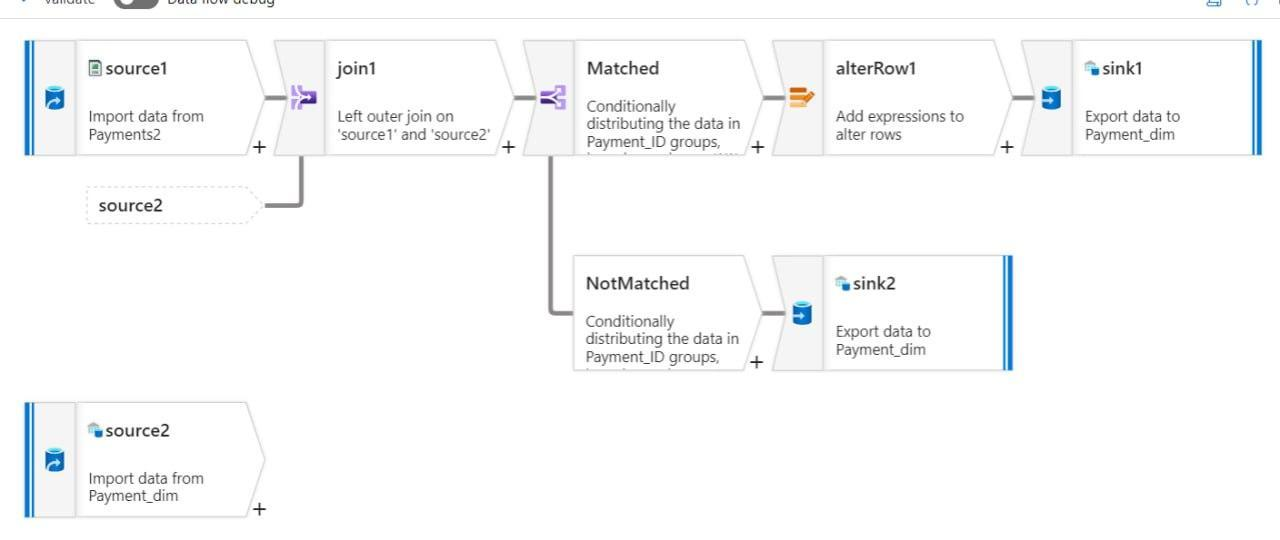 Validate
Data flow debug
source1
Import data from
Payments2
+
join1
Left outer join on
'source1' and 'source2'
+
Matched
Conditionally
distributing the data in
Payment_ID groups,
+
alterRow1
Add expressions to
alter rows
+
sink1
Export data to
Payment_dim
source2
NotMatched
Conditionally
distributing the data in
Payment_ID groups,
+
sink2
Export data to
Payment_dim
source2
Import data from
Payment_dim
+